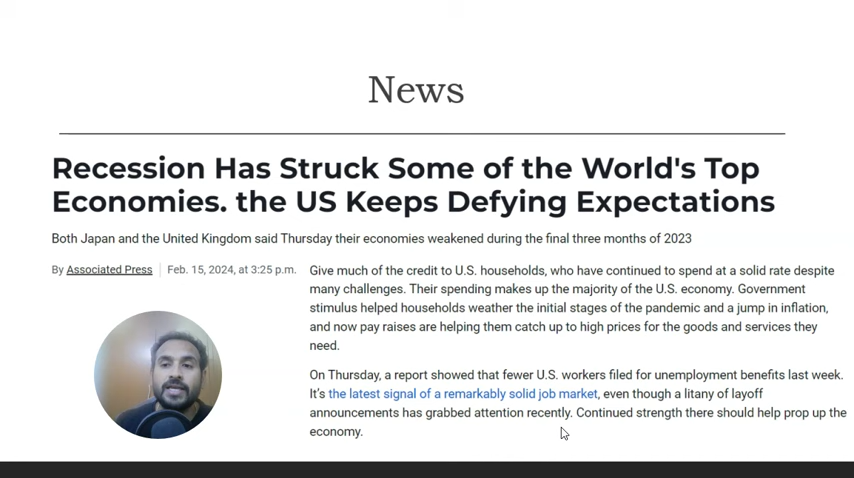 News
Recession Has Struck Some of the World's Top
Economies. the US Keeps Defying Expectations
Both Japan and the United Kingdom said Thursday their economies weakened during the final three months of 2023
By Associated Press | Feb. 15, 2024, at 3:25 p.m.
Give much of the credit to U.S. households, who have continued to spend at a solid rate despite
many challenges. Their spending makes up the majority of the U.S. economy. Government
stimulus helped households weather the initial stages of the pandemic and a jump in inflation,
and now pay raises are helping them catch up to high prices for the goods and services they
need.
On Thursday, a report showed that fewer U.S. workers filed for unemployment benefits last week.
It's the latest signal of a remarkably solid job market, even though a litany of layoff
announcements has grabbed attention recently. Continued strength there should help prop up the
economy.